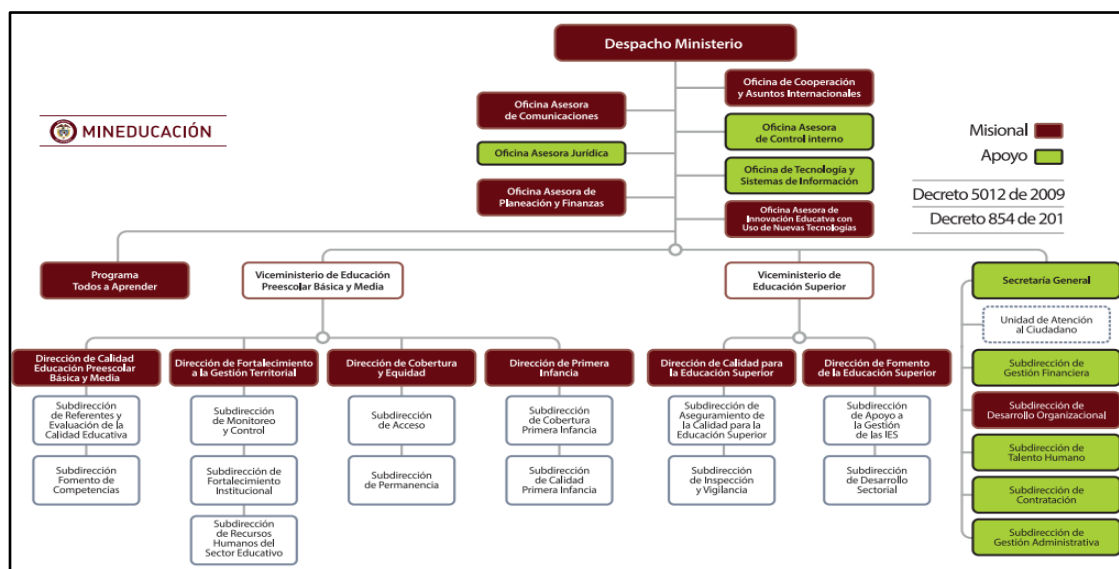 Despacho Ministerio
Oficina de Cooperación
y Asuntos Internacionales
Oficina Asesora
de Comunicaciones
Oficina Asesora
de Control interno
Oficina Asesora Jurídica
Oficina de Tecnología y
Sistemas de Información
Oficina Asesora de
Planeación y Finanzas
Oficina Asesora de
Innovación Educatva con
Uso de Nuevas Tecnologías
MINEDUCACIÓN
Misional
Apoyo
Decreto 5012 de 2009
Decreto 854 de 201
Programa
Todos a Aprender
Viceministerio de Educación
Preescolar Básica y Media
Viceministerio de
Educación Superior
Secretaría General
Unidad de Atención
al Ciudadano
Subdirección de
Gestión Financiera
Subdirección de
Desarrollo Organizacional
Subdirección de
Talento Humano
Subdirección de
Contratación
Subdirección de
Gestión Administrativa
Dirección de Calidad
Educación Preescolar
Básica y Media
Subdirección
de Referentes y
Evaluación de la
Calidad Educativa
Subdirección
Fomento de
Competencias
Dirección de Fortalecimiento
a la Gestión Territorial
Subdirección
de Monitoreo
y Control
Subdirección de
Fortalecimiento
Institucional
Subdirección
de Recursos
Humanos del
Sector Educativo
Dirección de Cobertura
y Equidad
Subdirección
de Acceso
Subdirección
de Permanencia
Dirección de Primera
Infancia
Subdirección
de Cobertura
Primera Infancia
Subdirección
de Calidad
Primera Infancia
Dirección de Calidad para
la Educación Superior
Subdirección de
Aseguramiento de
la Calidad para la
Educación Superior
Subdirección
de Inspección
y Vigilancia
Dirección de Fomento
de la Educación Superior
Subdirección
de Apoyo a
la Gestión
de las IES
Subdirección
de Desarrollo
Sectorial